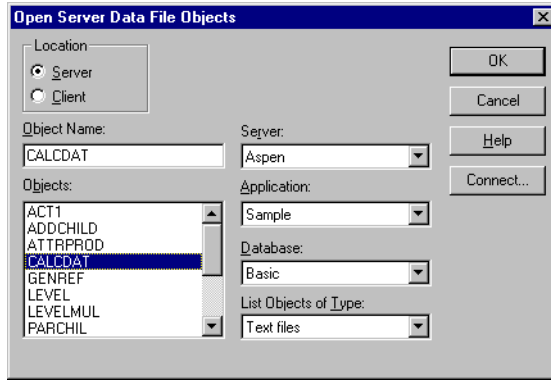 Open Server Data File Objects
Location
Server
Client
OK
Cancel
Help
Connect...
Object Name:
CALCDAT
Objects:
ACT1
ADDCHILD
ATTRPROD
CALCDAT
GENREF
LEVEL
LEVELMUL
PARCHIL
Server:
Aspen
Application:
Sample
Database:
Basic
List Objects of Type:
Text files